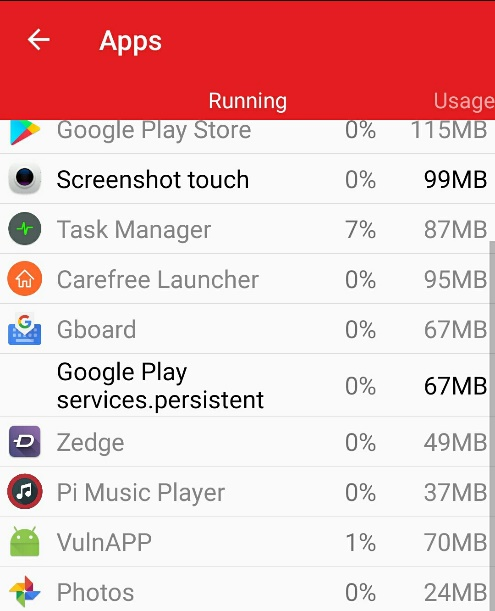 Apps
Running Usage
Google Play Store 0% 115MB
Screenshot touch 0% 99MB
Task Manager 7% 87MB
Carefree Launcher 0% 95MB
Gboard 0% 67MB
Google Play
services.persistent 0% 67MB
Zedge 0% 49MB
Pi Music Player 0% 37MB
VulnAPP 1% 70MB
Photos 0% 24MB